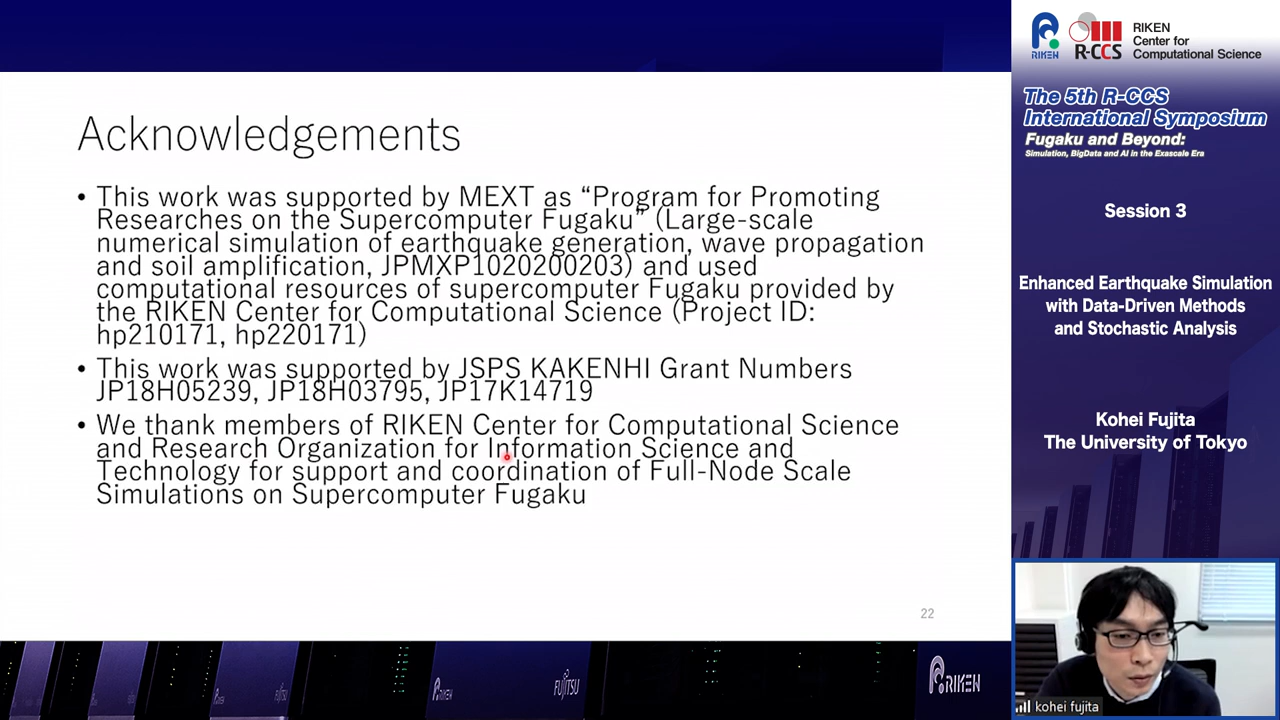 Acknowledgements
• This work was supported by MEXT as “Program for Promoting
Researches on the Supercomputer Fugaku” (Large-scale
numerical simulation of earthquake generation, wave propagation
and soil amplification, JPMXP1020200203) and used
computational resources of supercomputer Fugaku provided by
the RIKEN Center for Computational Science (Project ID:
hp210171, hp220171)
• This work was supported by JSPS KAKENHI Grant Numbers
JP18H05239, JP18H03795, JP17K14719
• We thank members of RIKEN Center for Computational Science
and Research Organization for Information Science and
Technology for support and coordination of Full-Node Scale
Simulations on Supercomputer Fugaku
22
RIKEN
FUJITSU
RIKEN
FUJITSU
RIKEN
RIKEN
R-CCS
RIKEN
Center for
Computational Science
The 5th R-CCS
International Symposium
Fugaku and Beyond:
Simulation, BigData and AI in the Exascale Era
Session 3
Enhanced Earthquake Simulation
with Data-Driven Methods
and Stochastic Analysis
Kohei Fujita
The University of Tokyo
kohei fujita